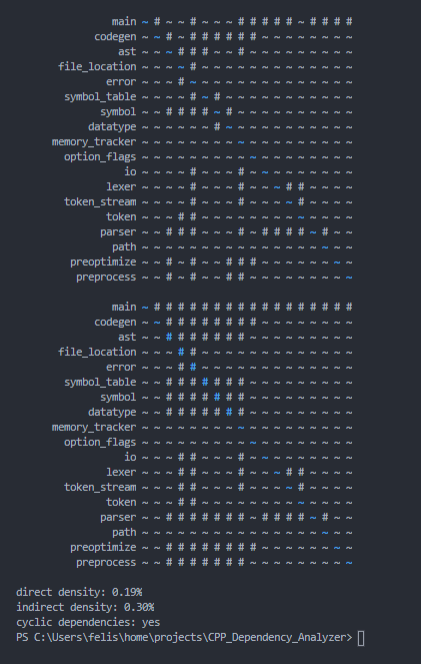 main ~ # ~ ~ # ~ ~ ~ # # # # # ~ # # # #
codegen ~ ~ # ~ # # # # # # ~ ~ ~ ~ ~ ~ ~ ~
ast ~ ~ ~ # # # ~ ~ # ~ ~ ~ ~ ~ ~ ~ ~ ~
file_location ~ ~ ~ ~ # ~ ~ ~ ~ ~ ~ ~ ~ ~ ~ ~ ~ ~
error ~ ~ ~ # ~ ~ ~ ~ ~ ~ ~ ~ ~ ~ ~ ~ ~ ~
symbol_table ~ ~ ~ ~ # ~ # ~ ~ ~ ~ ~ ~ ~ ~ ~ ~ ~
symbol ~ ~ # # # # ~ # ~ ~ ~ ~ ~ ~ ~ ~ ~ ~
datatype ~ ~ ~ ~ ~ ~ # ~ ~ ~ ~ ~ ~ ~ ~ ~ ~ ~
memory_tracker ~ ~ ~ ~ ~ ~ ~ ~ ~ ~ ~ ~ ~ ~ ~ ~ ~ ~
option_flags ~ ~ ~ ~ ~ ~ ~ ~ ~ ~ ~ ~ ~ ~ ~ ~ ~ ~
io ~ ~ ~ ~ # ~ ~ ~ # ~ ~ ~ ~ ~ ~ ~ ~ ~
lexer ~ ~ ~ ~ # ~ ~ ~ # ~ ~ ~ # # ~ ~ ~ ~
token_stream ~ ~ ~ ~ # ~ ~ ~ # ~ ~ ~ ~ # ~ ~ ~ ~
token ~ ~ ~ # # ~ ~ ~ ~ ~ ~ ~ ~ ~ ~ ~ ~ ~
parser ~ ~ # # # ~ ~ ~ # ~ # # # # ~ # ~ ~
path ~ ~ ~ ~ ~ ~ ~ ~ ~ ~ ~ ~ ~ ~ ~ ~ ~ ~
preoptimize ~ ~ # ~ # ~ ~ # # # ~ ~ ~ ~ ~ ~ ~ ~
preprocess ~ ~ # ~ # ~ ~ # # ~ ~ ~ ~ ~ ~ ~ ~ ~
main ~ # # # # # # # # # # # # # # # # #
codegen ~ ~ # # # # # # # # ~ ~ ~ ~ ~ ~ ~ ~
ast ~ ~ # # # # # # # ~ ~ ~ ~ ~ ~ ~ ~ ~
file_location ~ ~ ~ # # ~ ~ ~ ~ ~ ~ ~ ~ ~ ~ ~ ~ ~
error ~ ~ ~ # # ~ ~ ~ ~ ~ ~ ~ ~ ~ ~ ~ ~ ~
symbol_table ~ ~ # # # # # # # ~ ~ ~ ~ ~ ~ ~ ~ ~
symbol ~ ~ # # # # # # # ~ ~ ~ ~ ~ ~ ~ ~ ~
datatype ~ ~ # # # # # # # ~ ~ ~ ~ ~ ~ ~ ~ ~
memory_tracker ~ ~ ~ ~ ~ ~ ~ ~ ~ ~ ~ ~ ~ ~ ~ ~ ~ ~
option_flags ~ ~ ~ ~ ~ ~ ~ ~ ~ ~ ~ ~ ~ ~ ~ ~ ~ ~
io ~ ~ ~ # # ~ ~ ~ # ~ ~ ~ ~ ~ ~ ~ ~ ~
lexer ~ ~ ~ # # ~ ~ ~ # ~ ~ ~ # # ~ ~ ~ ~
token_stream ~ ~ ~ # # ~ ~ ~ # ~ ~ ~ ~ # ~ ~ ~ ~
token ~ ~ ~ # # ~ ~ ~ ~ ~ ~ ~ ~ ~ ~ ~ ~ ~
parser ~ ~ # # # # # # # ~ # # # # ~ # ~ ~
path ~ ~ ~ ~ ~ ~ ~ ~ ~ ~ ~ ~ ~ ~ ~ ~ ~ ~
preoptimize ~ ~ # # # # # # # # ~ ~ ~ ~ ~ ~ ~ ~
preprocess ~ ~ # # # # # # # ~ ~ ~ ~ ~ ~ ~ ~ ~
direct density: 0.19%
indirect density: 0.30%
cyclic dependencies: yes
PS C:\Users\felis\home\projects\CPP_Dependency_Analyzer>